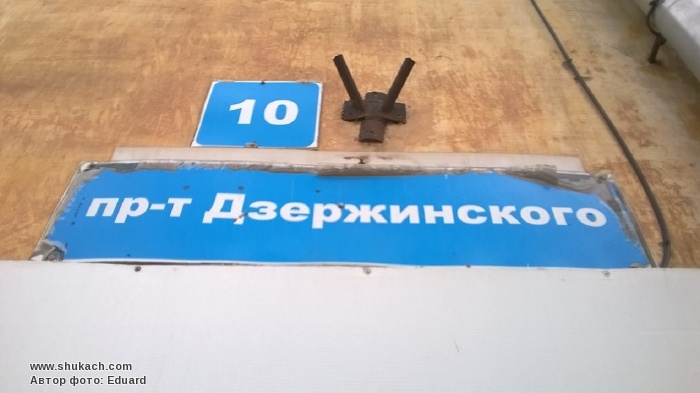 10
пр-т Дзержинского
www.shukach.com
Автор фото: Eduard